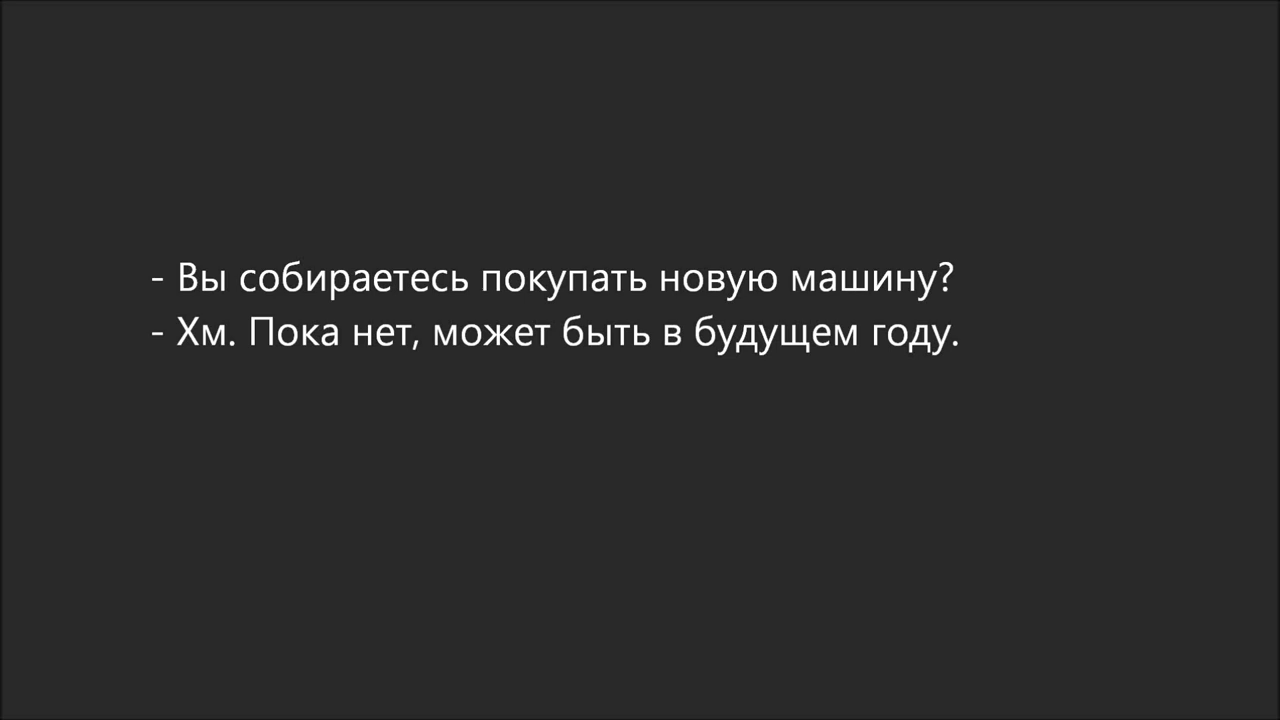 - Вы собираетесь покупать новую машину?
- Хм. Пока нет, может быть в будущем году.